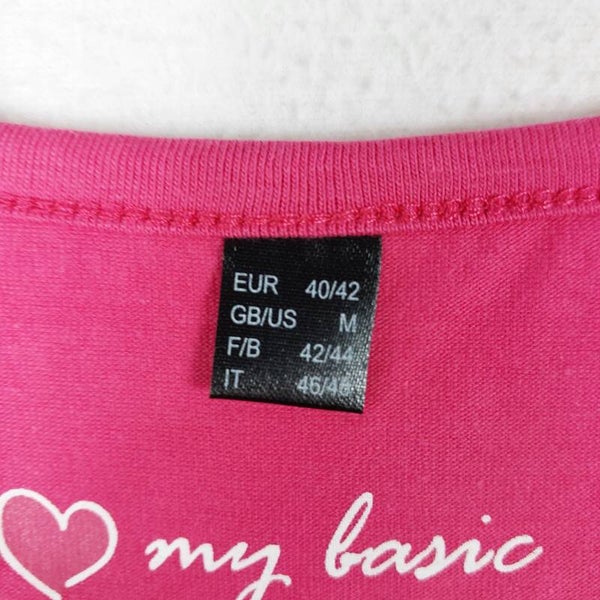 EUR 40/42
GB/US M
F/B 42/44
IT 46/48
my basic